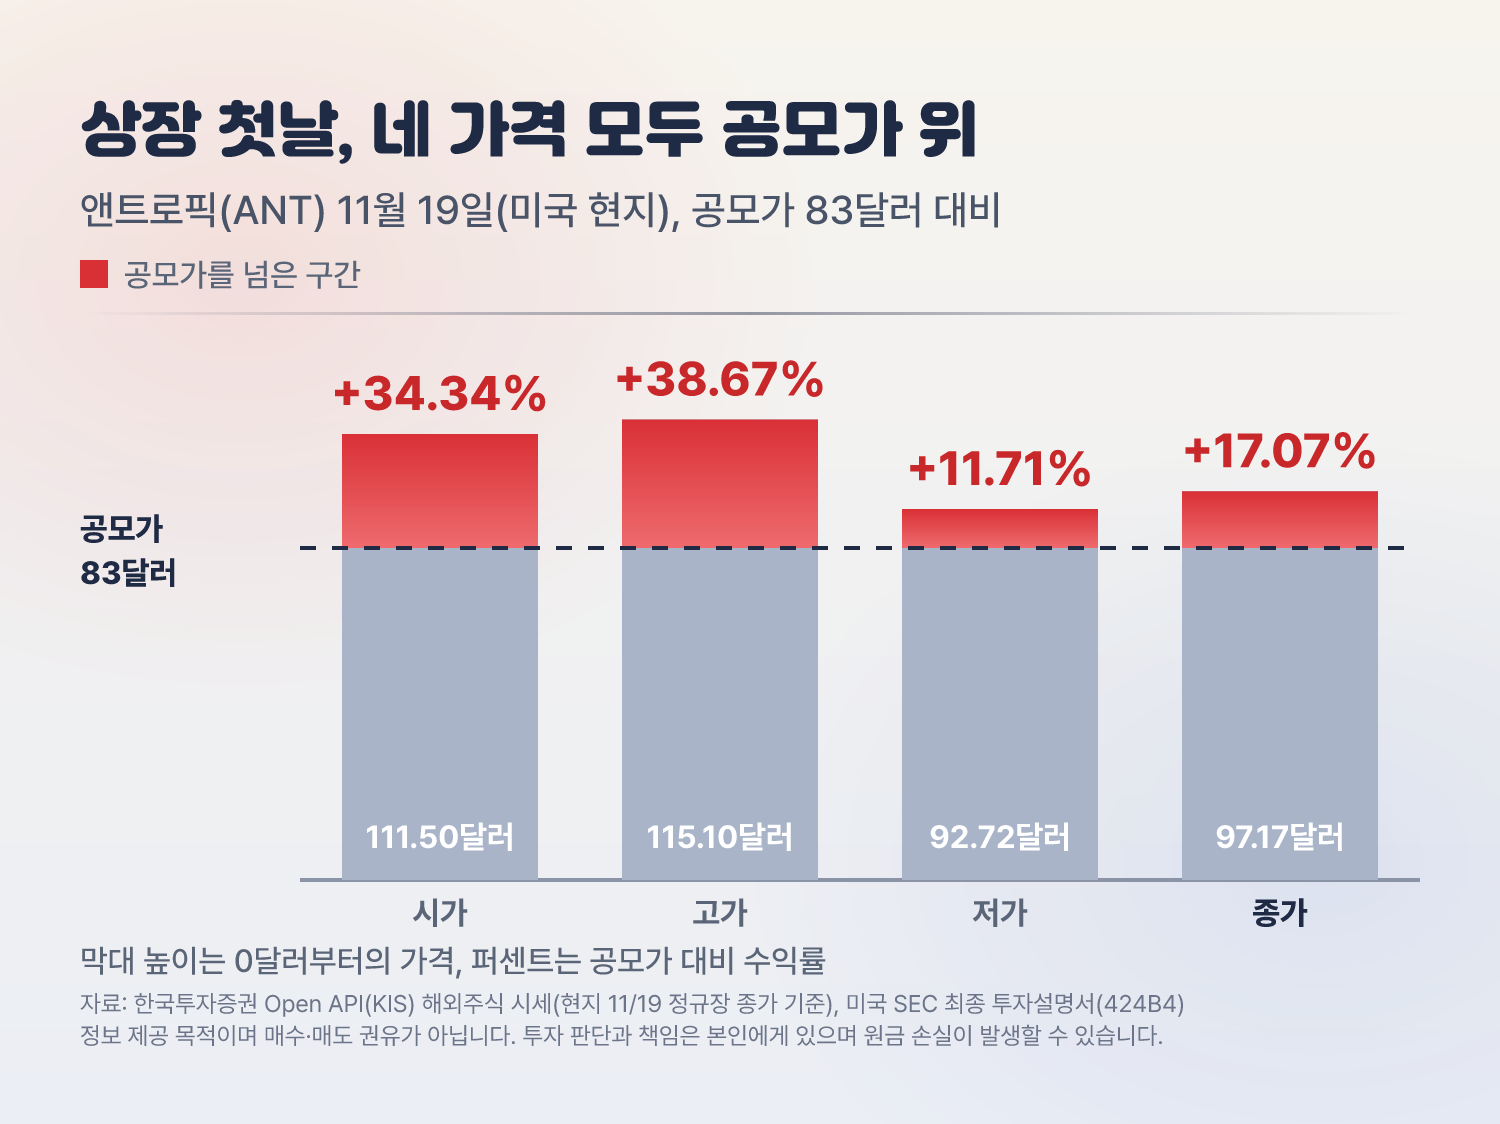 상장 첫날, 네 가격 모두 공모가 위
앤트로픽(ANT) 11월 19일(미국 현지), 공모가 83달러 대비
공모가를 넘은 구간
+34.34%
+38.67%
+11.71%
+17.07%
공모가
83달러
111.50달러
115.10달러
92.72달러
97.17달러
시가
고가
저가
종가
막대 높이는 0달러부터의 가격, 퍼센트는 공모가 대비 수익률
자료: 한국투자증권 Open API(KIS) 해외주식 시세(현지 11/19 정규장 종가 기준), 미국 SEC 최종 투자설명서(424B4)
정보 제공 목적이며 매수·매도 권유가 아닙니다. 투자 판단과 책임은 본인에게 있으며 원금 손실이 발생할 수 있습니다.